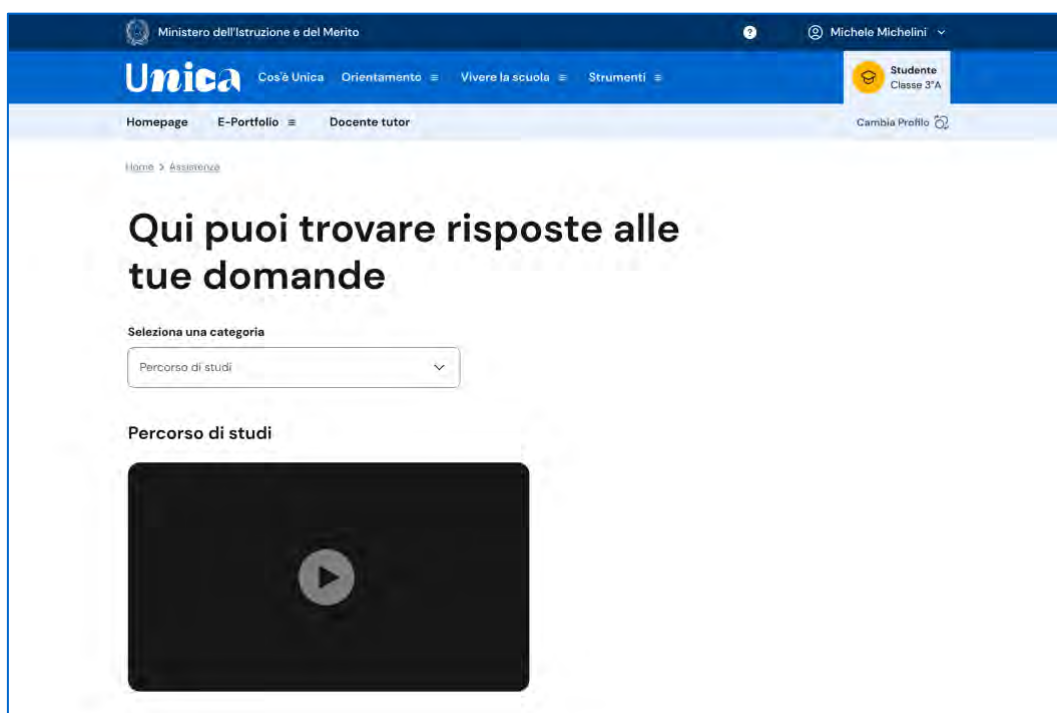 Ministero dell'Istruzione e del Merito
?
Michele Michelini
Unica
Cos'è Unica
Orientamento
Vivere la scuola
Strumenti
Studente
Classe 3°A
Homepage
E-Portfolio
Docente tutor
Cambia Profilo
Home > Assistenza
Qui puoi trovare risposte alle
tue domande
Seleziona una categoria
Percorso di studi
Percorso di studi